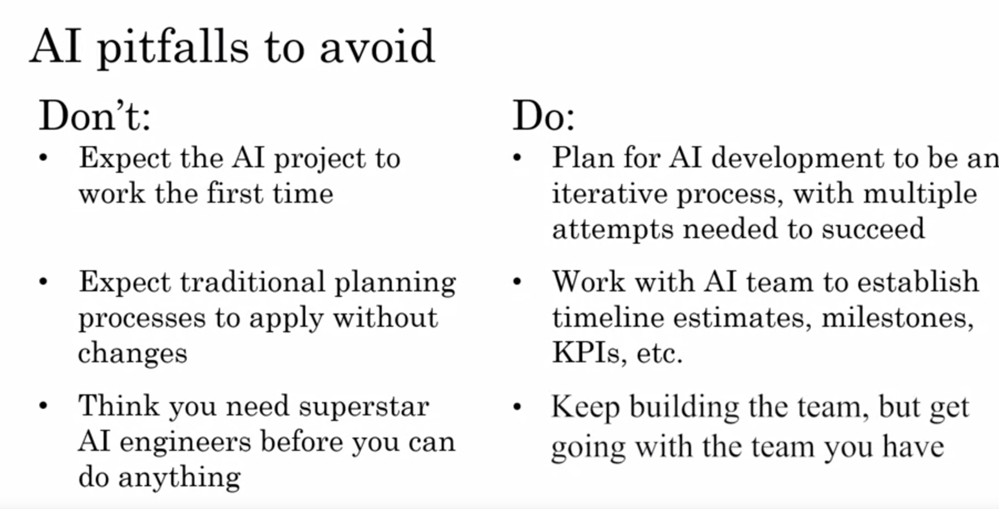 AI pitfalls to avoid
Don’t:
• Expect the AI project to
work the first time
• Expect traditional planning
processes to apply without
changes
• Think you need superstar
AI engineers before you can
do anything
Do:
• Plan for AI development to be an
iterative process, with multiple
attempts needed to succeed
• Work with AI team to establish
timeline estimates, milestones,
KPIs, etc.
• Keep building the team, but get
going with the team you have